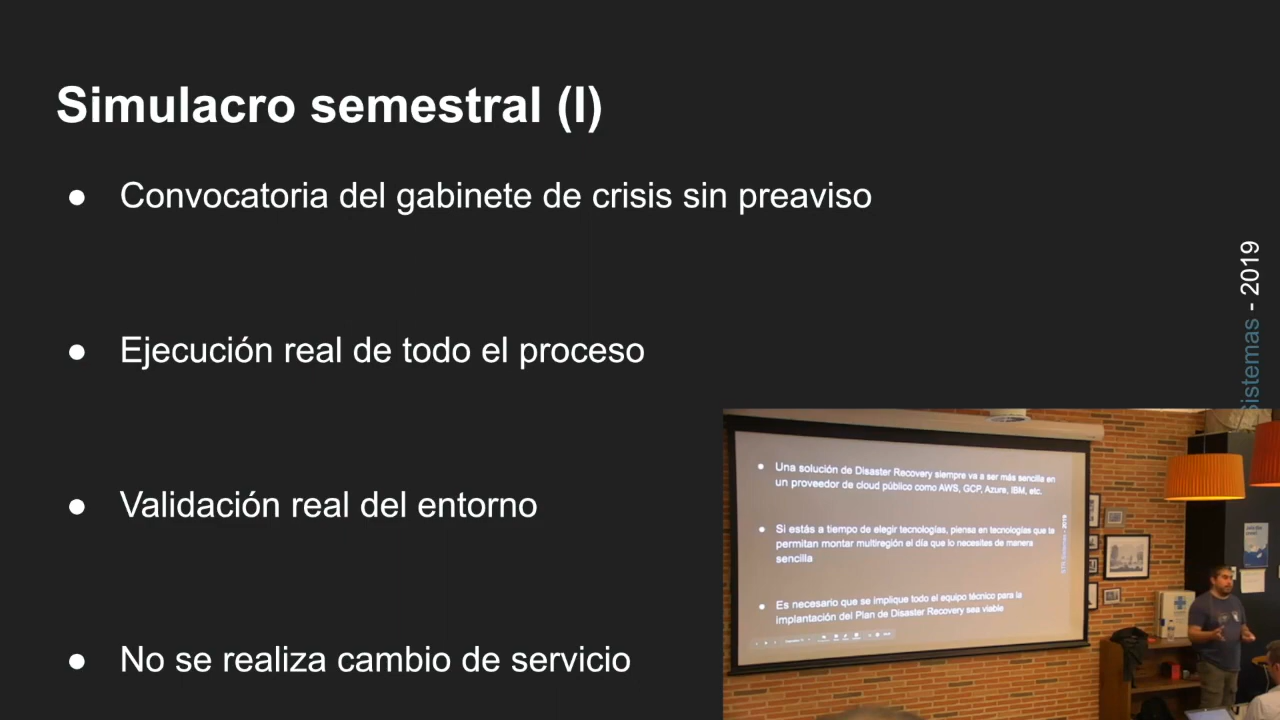 Simulacro semestral (I)
● Convocatoria del gabinete de crisis sin preaviso
● Ejecución real de todo el proceso
● Validación real del entorno
● No se realiza cambio de servicio
Sistemas - 2019
● Una solución de Disaster Recovery siempre va a ser más sencilla en
un proveedor de cloud público como AWS, GCP, Azure, IBM, etc.
● Si estás a tiempo de elegir tecnologías, piensa en tecnologías que te
permitan montar multiregión el día que lo necesites de manera
sencilla
● Es necesario que se implique todo el equipo técnico para la
implantación del Plan de Disaster Recovery sea viable